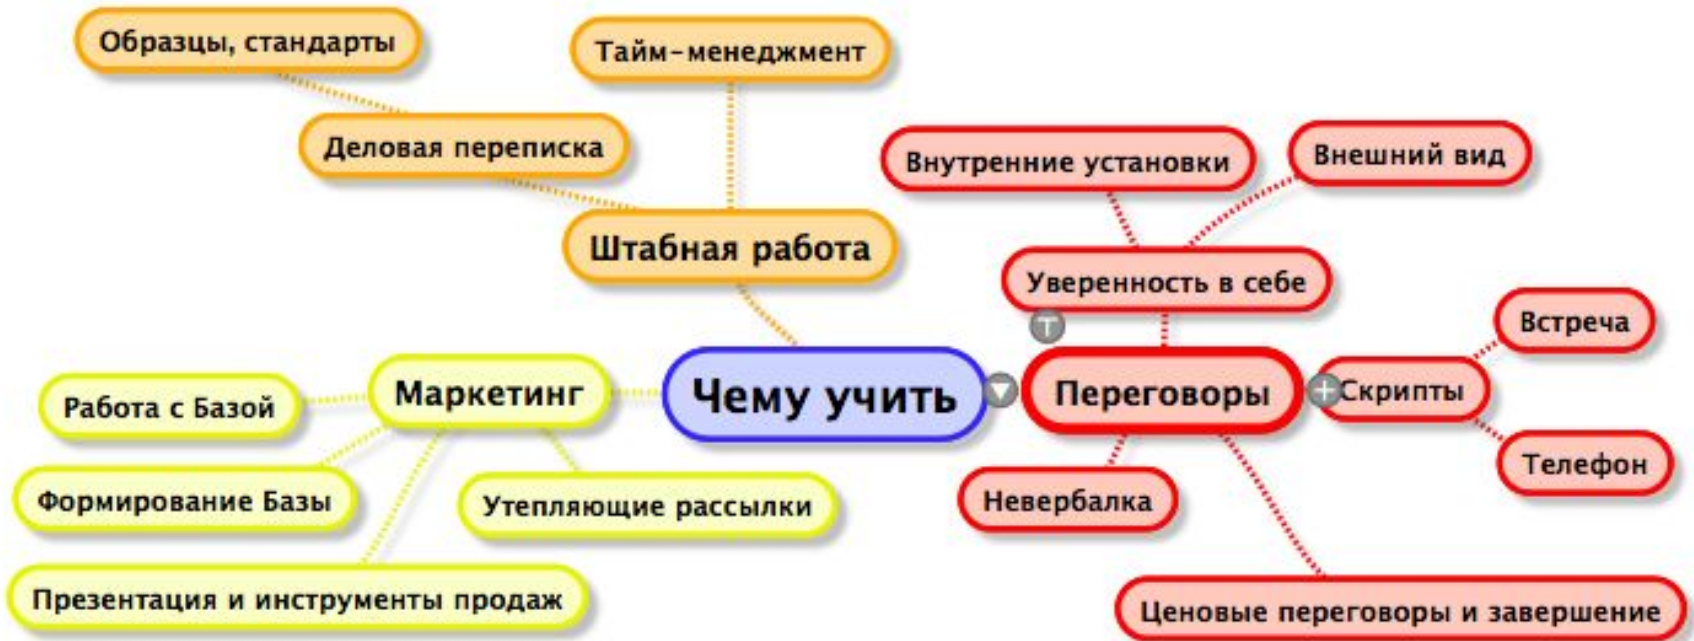 Образцы, стандарты
Тайм-менеджмент
Деловая переписка
Внутренние установки
Внешний вид
Штабная работа
Уверенность в себе
Встреча
Маркетинг
Чему учить
Переговоры
Скрипты
Работа с Базой
Телефон
Формирование Базы
Утепляющие рассылки
Невербалка
Презентация и инструменты продаж
Ценовые переговоры и завершение